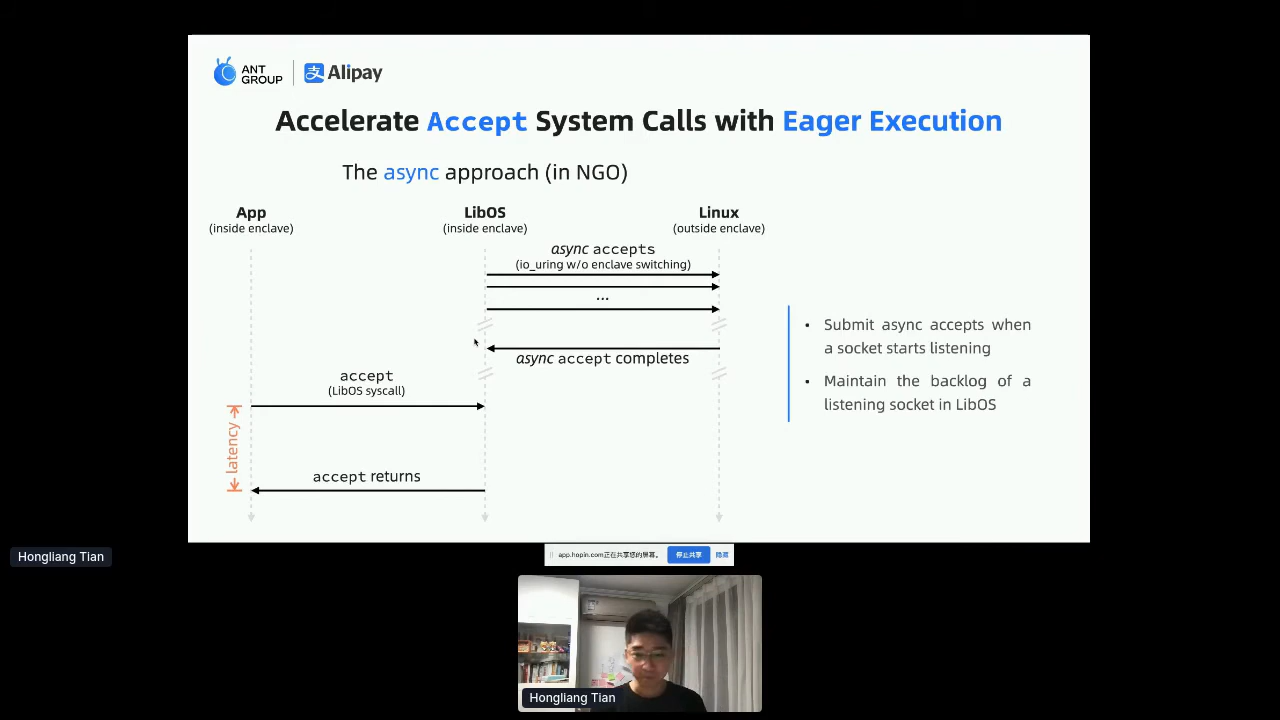 ANT
GROUP
支 Alipay
Accelerate Accept System Calls with Eager Execution
The async approach (in NGO)
App
(inside enclave)
LibOS
(inside enclave)
Linux
(outside enclave)
async accepts
(io_uring w/o enclave switching)
...
async accept completes
accept
(LibOS syscall)
latency
accept returns
• Submit async accepts when
a socket starts listening
• Maintain the backlog of a
listening socket in LibOS
Hongliang Tian
app.hopin.com正在共享您的屏幕。 停止共享 隐藏
Hongliang Tian